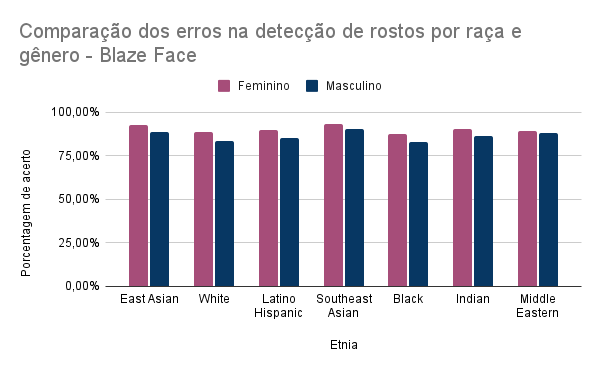 Comparação dos erros na detecção de rostos por raça e
gênero - Blaze Face
Feminino
Masculino
100,00%
75,00%
50,00%
25,00%
0,00%
Porcentagem de acerto
East Asian
White
Latino
Hispanic
Southeast
Asian
Black
Indian
Middle
Eastern
Etnia